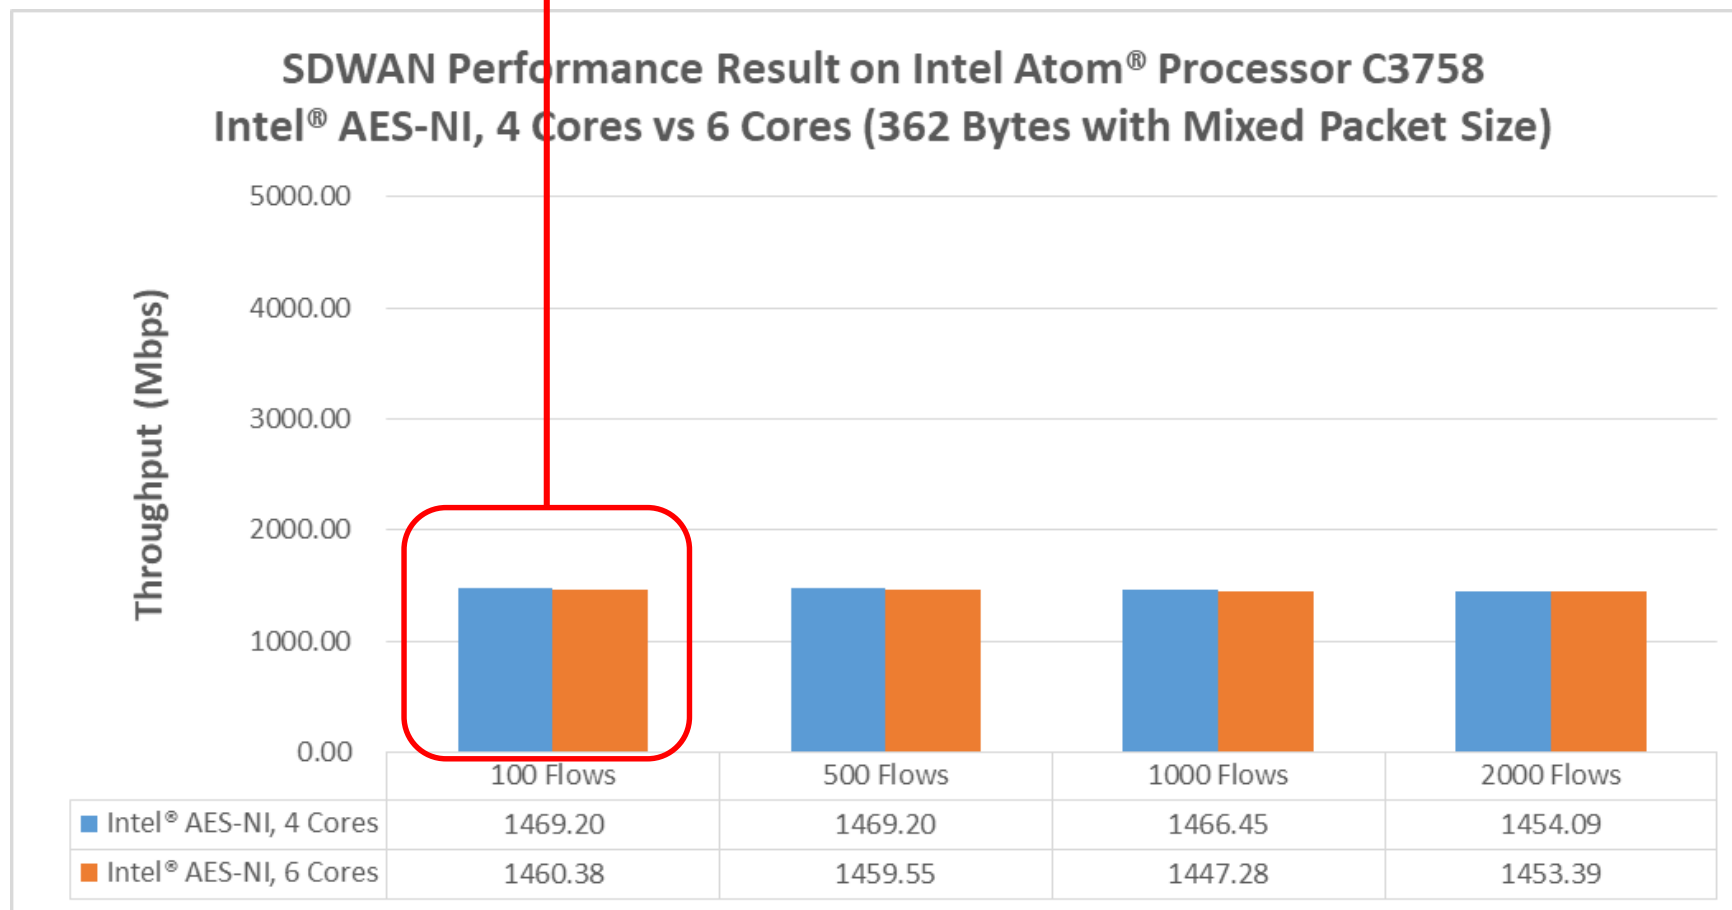 SDWAN Performance Result on Intel Atom® Processor C3758
Intel® AES-NI, 4 Cores vs 6 Cores (362 Bytes with Mixed Packet Size)
Throughput (Mbps)
5000.00
4000.00
3000.00
2000.00
1000.00
0.00
100 Flows 500 Flows 1000 Flows 2000 Flows
Intel® AES-NI, 4 Cores 1469.20 1469.20 1466.45 1454.09
Intel® AES-NI, 6 Cores 1460.38 1459.55 1447.28 1453.39